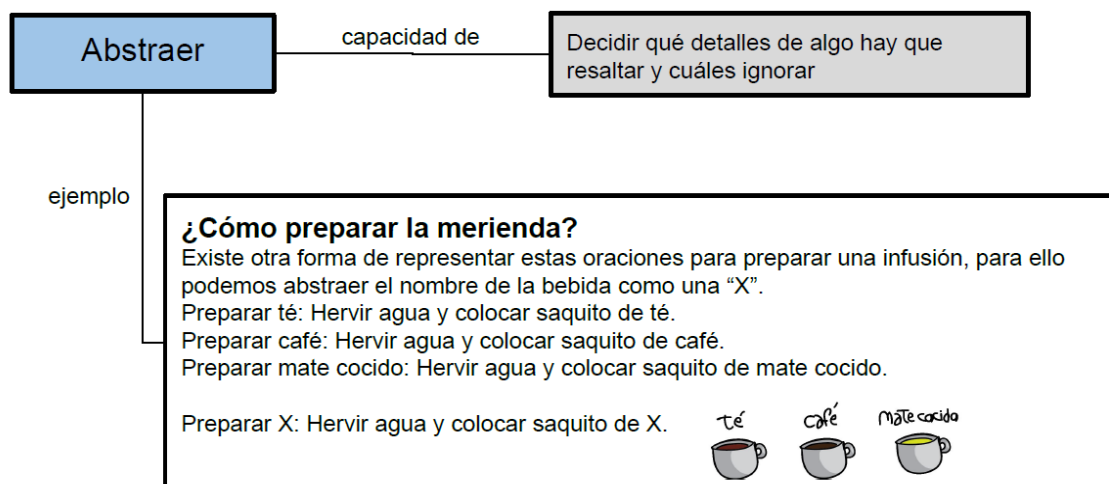 Abstraer
capacidad de
Decidir qué detalles de algo hay que
resaltar y cuáles ignorar
ejemplo
¿Cómo preparar la merienda?
Existe otra forma de representar estas oraciones para preparar una infusión, para ello
podemos abstraer el nombre de la bebida como una “X”.
Preparar té: Hervir agua y colocar saquito de té.
Preparar café: Hervir agua y colocar saquito de café.
Preparar mate cocido: Hervir agua y colocar saquito de mate cocido.
Preparar X: Hervir agua y colocar saquito de X.
té
café
mate cocido